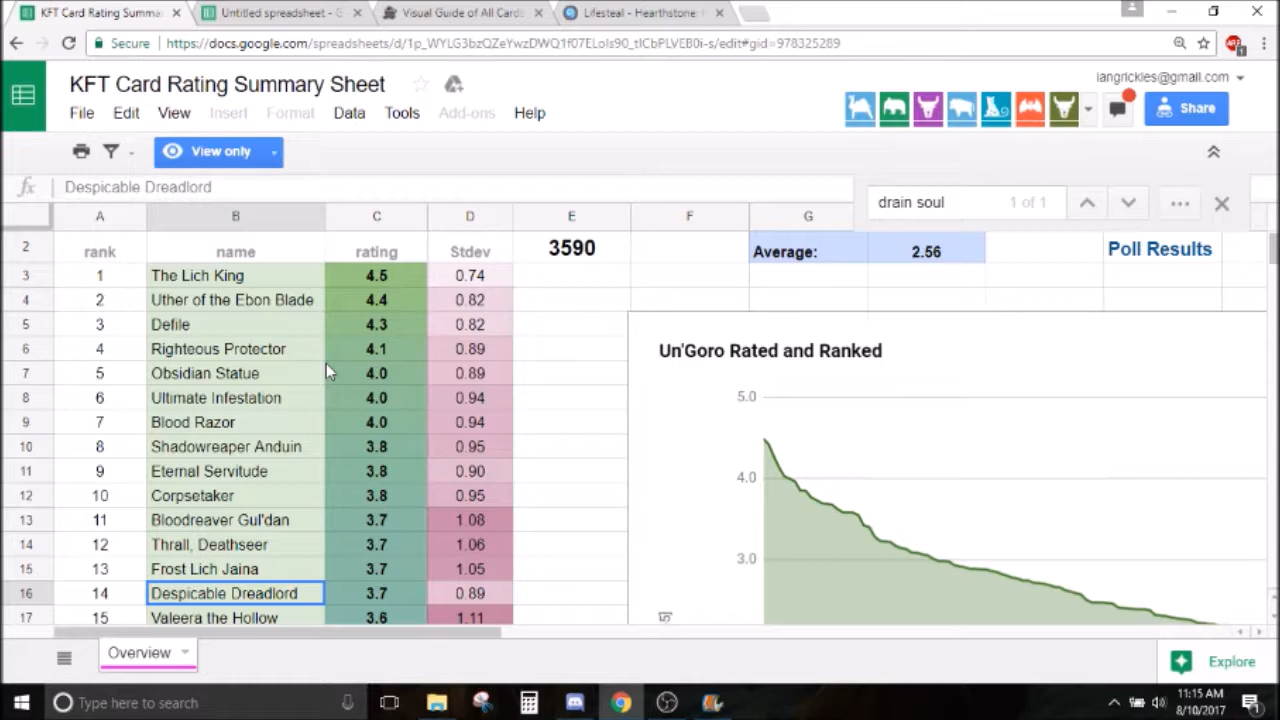 KFT Card Rating Summa
Untitled spreadsheet - G
Visual Guide of All Cards
Lifesteal - Hearthstone:
Secure
https://docs.google.com/spreadsheets/d/1p_WYLG3bzQZeYwzDWQ1f07ELoIs90_tICbPLVEB0i-s/edit#gid=978325289
KFT Card Rating Summary Sheet
iangrickles@gmail.com
File Edit View Insert Format Data Tools Add-ons Help
Share
View only
fx Despicable Dreadlord
drain soul 1 of 1
A B C D E F G
2 rank name rating Stdev 3590 Average: 2.56 Poll Results
3 1 The Lich King 4.5 0.74
4 2 Uther of the Ebon Blade 4.4 0.82
5 3 Defile 4.3 0.82
6 4 Righteous Protector 4.1 0.89
7 5 Obsidian Statue 4.0 0.89
8 6 Ultimate Infestation 4.0 0.94
9 7 Blood Razor 4.0 0.94
10 8 Shadowreaper Anduin 3.8 0.95
11 9 Eternal Servitude 3.8 0.90
12 10 Corpsetaker 3.8 0.95
13 11 Bloodreaver Gul'dan 3.7 1.08
14 12 Thrall, Deathseer 3.7 1.06
15 13 Frost Lich Jaina 3.7 1.05
16 14 Despicable Dreadlord 3.7 0.89
17 15 Valeera the Hollow 3.6 1.11
Un'Goro Rated and Ranked
5.0
4.0
3.0
Overview
Explore
Type here to search
11:15 AM
8/10/2017